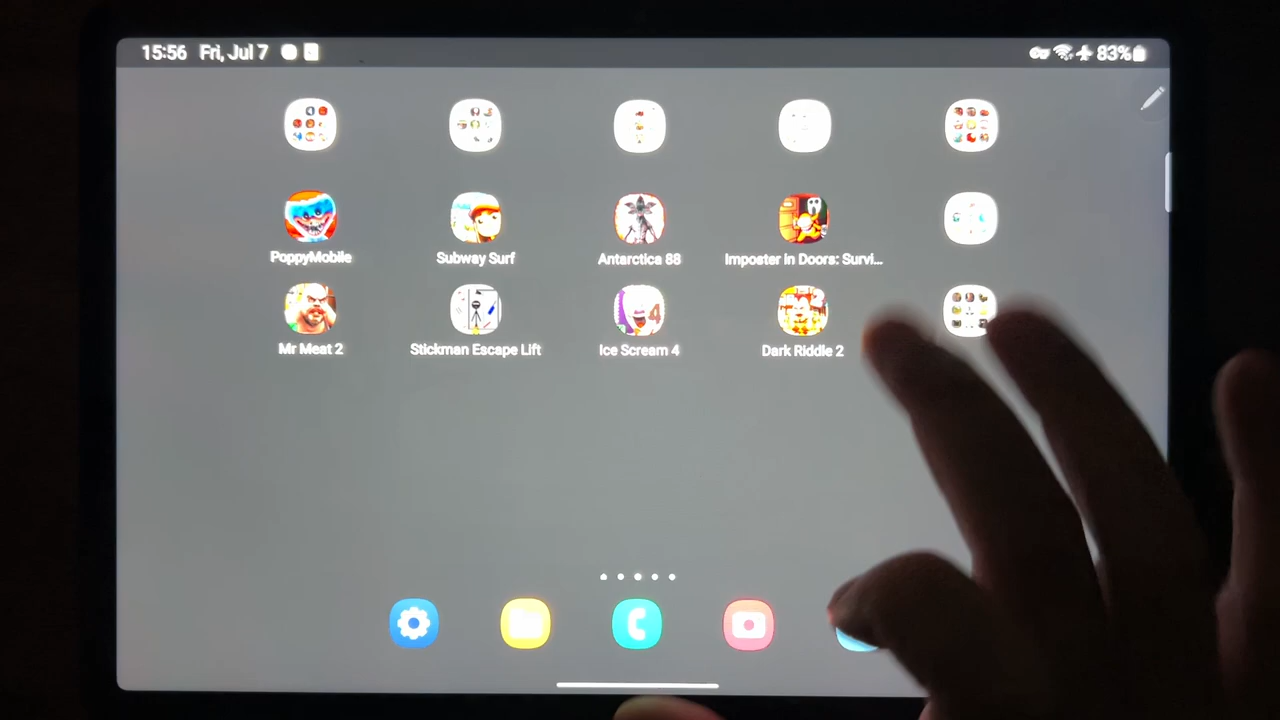 15:56 Fri, Jul 7
83%
PoppyMobile
Subway Surf
Antarctica 88
Imposter in Doors: Survi...
Mr Meat 2
Stickman Escape Lift
Ice Scream 4
Dark Riddle 2